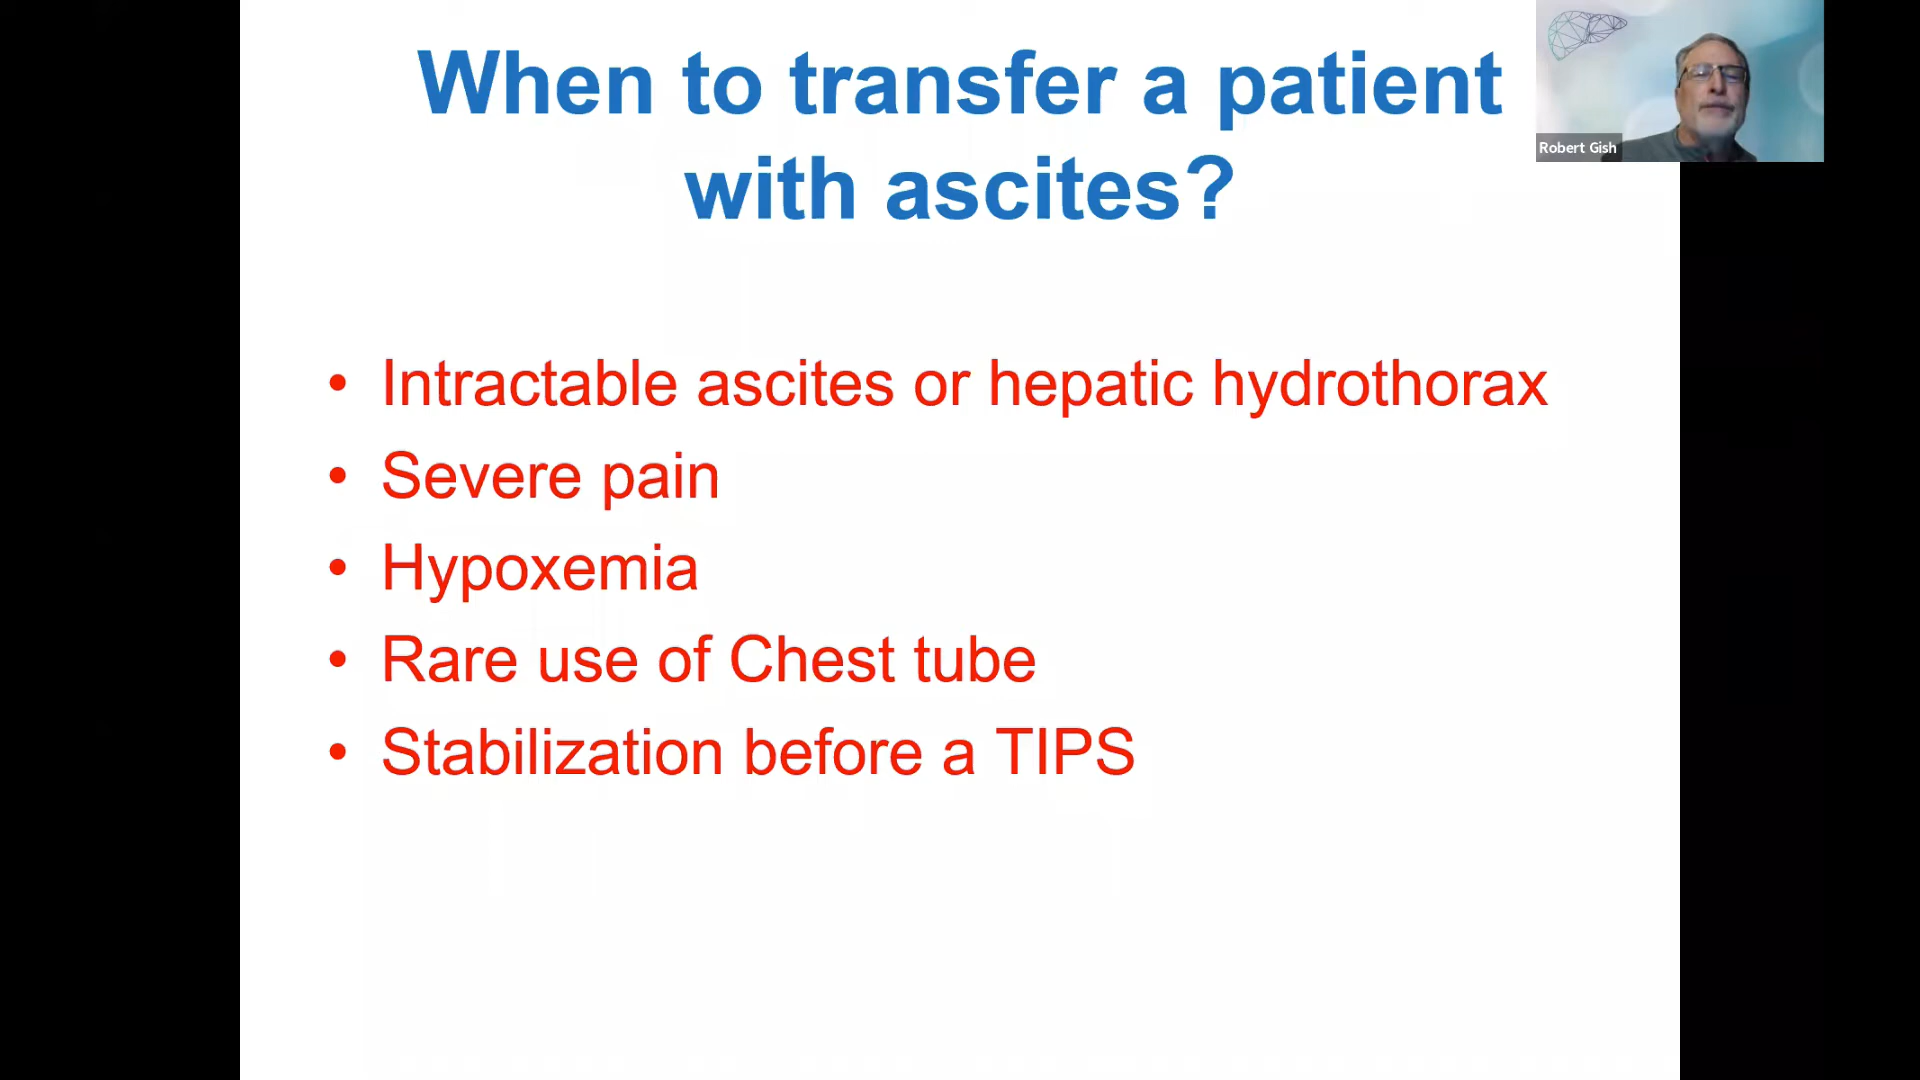 When to transfer a patient
with ascites?
Robert Gish
• Intractable ascites or hepatic hydrothorax
• Severe pain
• Hypoxemia
• Rare use of Chest tube
• Stabilization before a TIPS